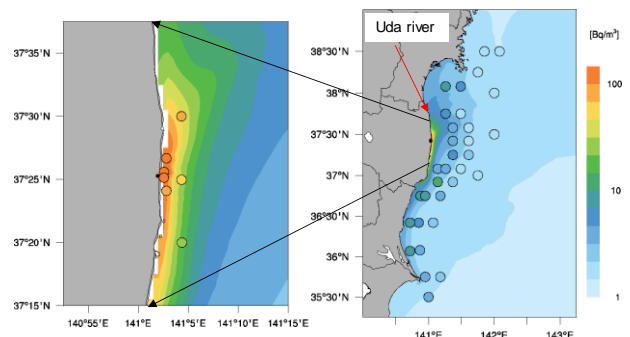 Uda river
[Bq/m³]
37°35'N
37°30'N
37°25'N
37°20'N
37°15'N
140°55'E
141°E
141°5'E
141°10'E
141°15'E
38°30'N
38°N
37°30'N
37°N
36°30'N
36°N
35°30'N
141°E
142°E
143°E
100
10
1